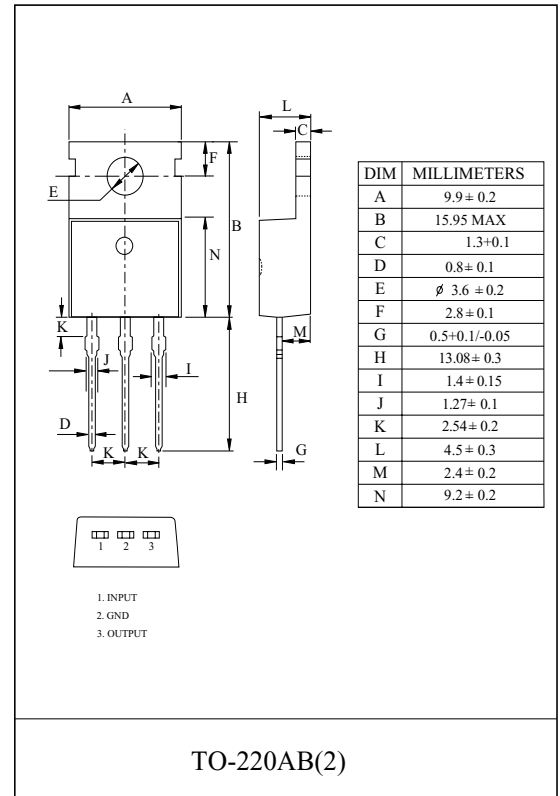 A
F
E
B
N
K
J
I
D
H
K
K
L
C
M
G
DIM MILLIMETERS
A 9.9 ± 0.2
B 15.95 MAX
C 1.3+0.1
D 0.8 ± 0.1
E ø 3.6 ± 0.2
F 2.8 ± 0.1
G 0.5+0.1/-0.05
H 13.08 ± 0.3
I 1.4 ± 0.15
J 1.27 ± 0.1
K 2.54 ± 0.2
L 4.5 ± 0.3
M 2.4 ± 0.2
N 9.2 ± 0.2
1 2 3
1. INPUT
2. GND
3. OUTPUT
TO-220AB(2)